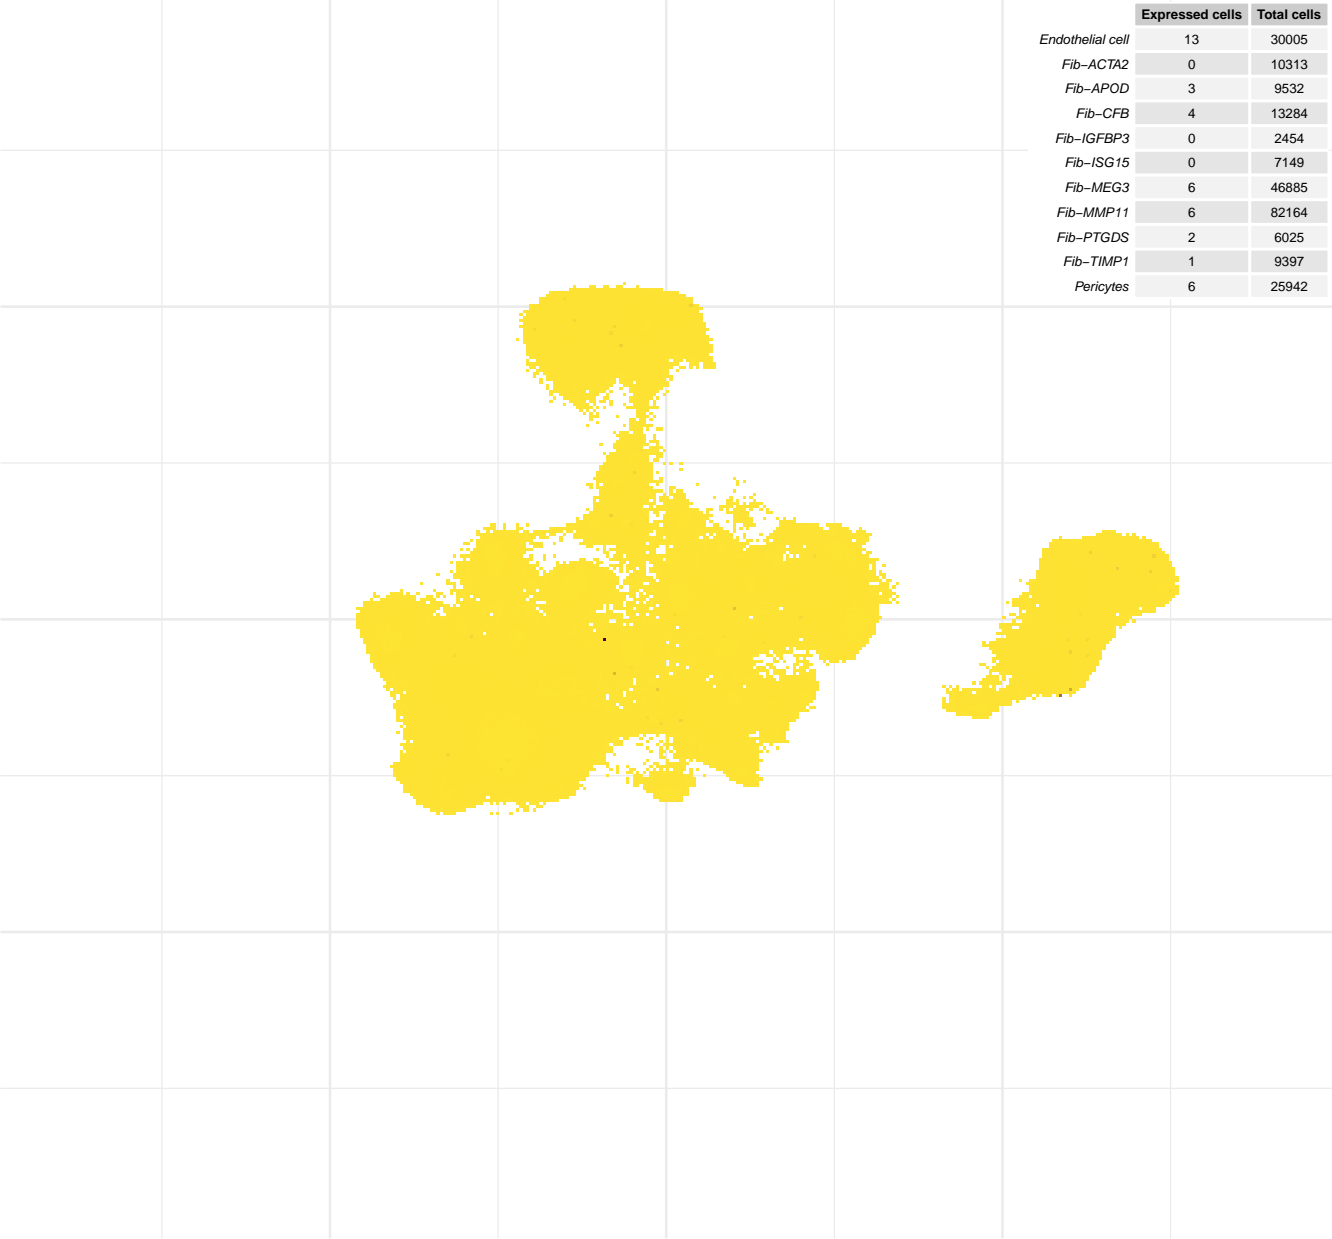 Expressed cells Total cells
Endothelial cell 13 30005
Fib−ACTA2 0 10313
Fib−APOD 3 9532
Fib−CFB 4 13284
Fib−IGFBP3 0 2454
Fib−ISG15 0 7149
Fib−MEG3 6 46885
Fib−MMP11 6 82164
Fib−PTGDS 2 6025
Fib−TIMP1 1 9397
Pericytes 6 25942